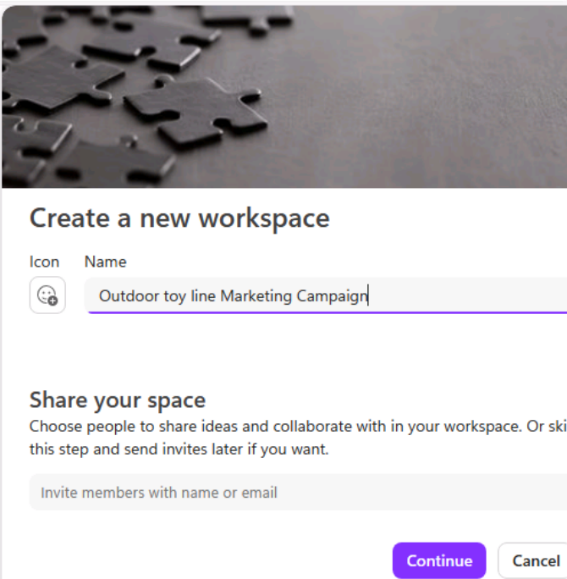 Create a new workspace
Icon Name
Outdoor toy line Marketing Campaign
Share your space
Choose people to share ideas and collaborate with in your workspace. Or ski
this step and send invites later if you want.
Invite members with name or email
Continue Cancel